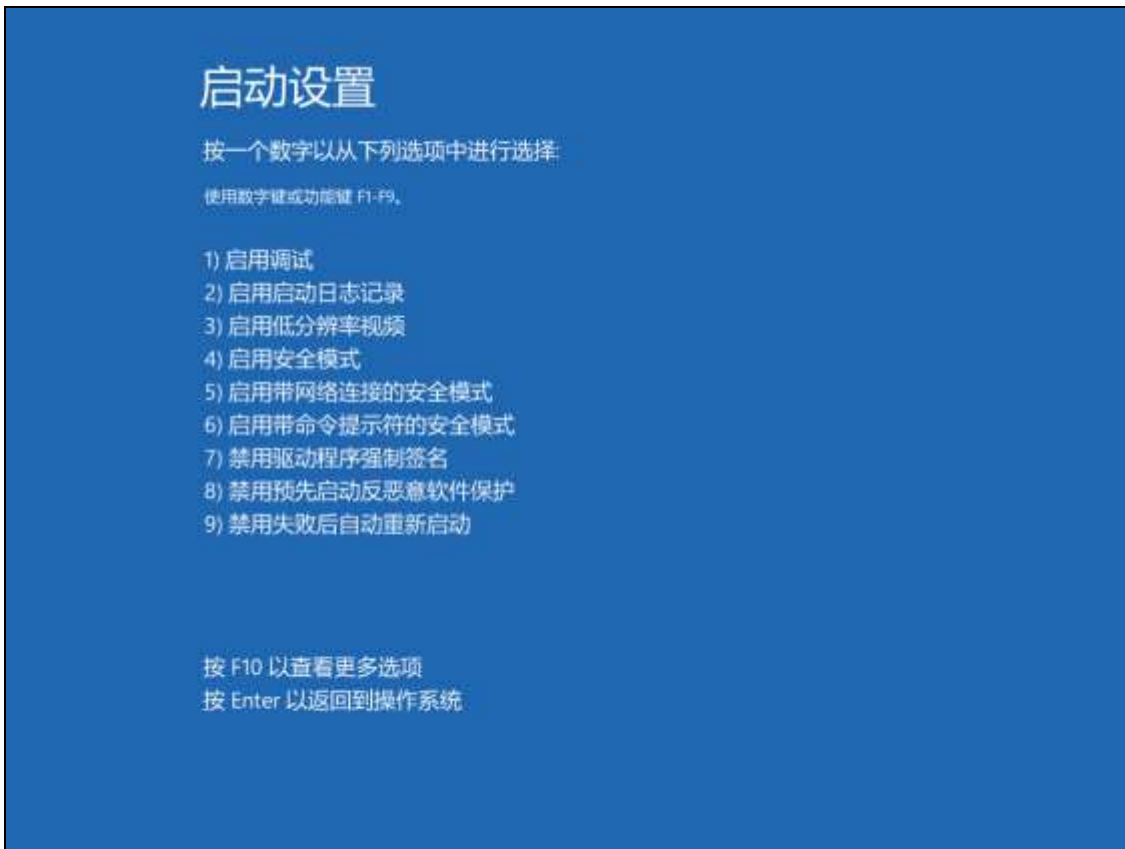 启动设置
按一个数字以从下列选项中进行选择:
使用数字键或功能键 F1-F9。
1) 启用调试
2) 启用启动日志记录
3) 启用低分辨率视频
4) 启用安全模式
5) 启用带网络连接的安全模式
6) 启用带命令提示符的安全模式
7) 禁用驱动程序强制签名
8) 禁用预先启动反恶意软件保护
9) 禁用失败后自动重新启动
按 F10 以查看更多选项
按 Enter 以返回到操作系统